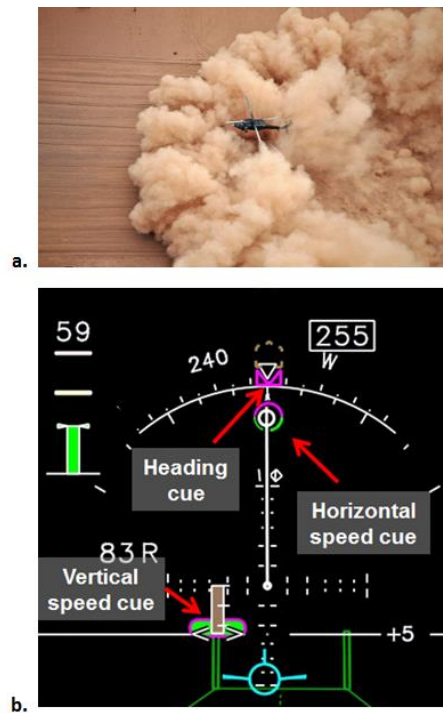 a.
59
240
255
W
Heading
cue
Horizontal
speed cue
83R
Vertical
speed cue
+5
b.